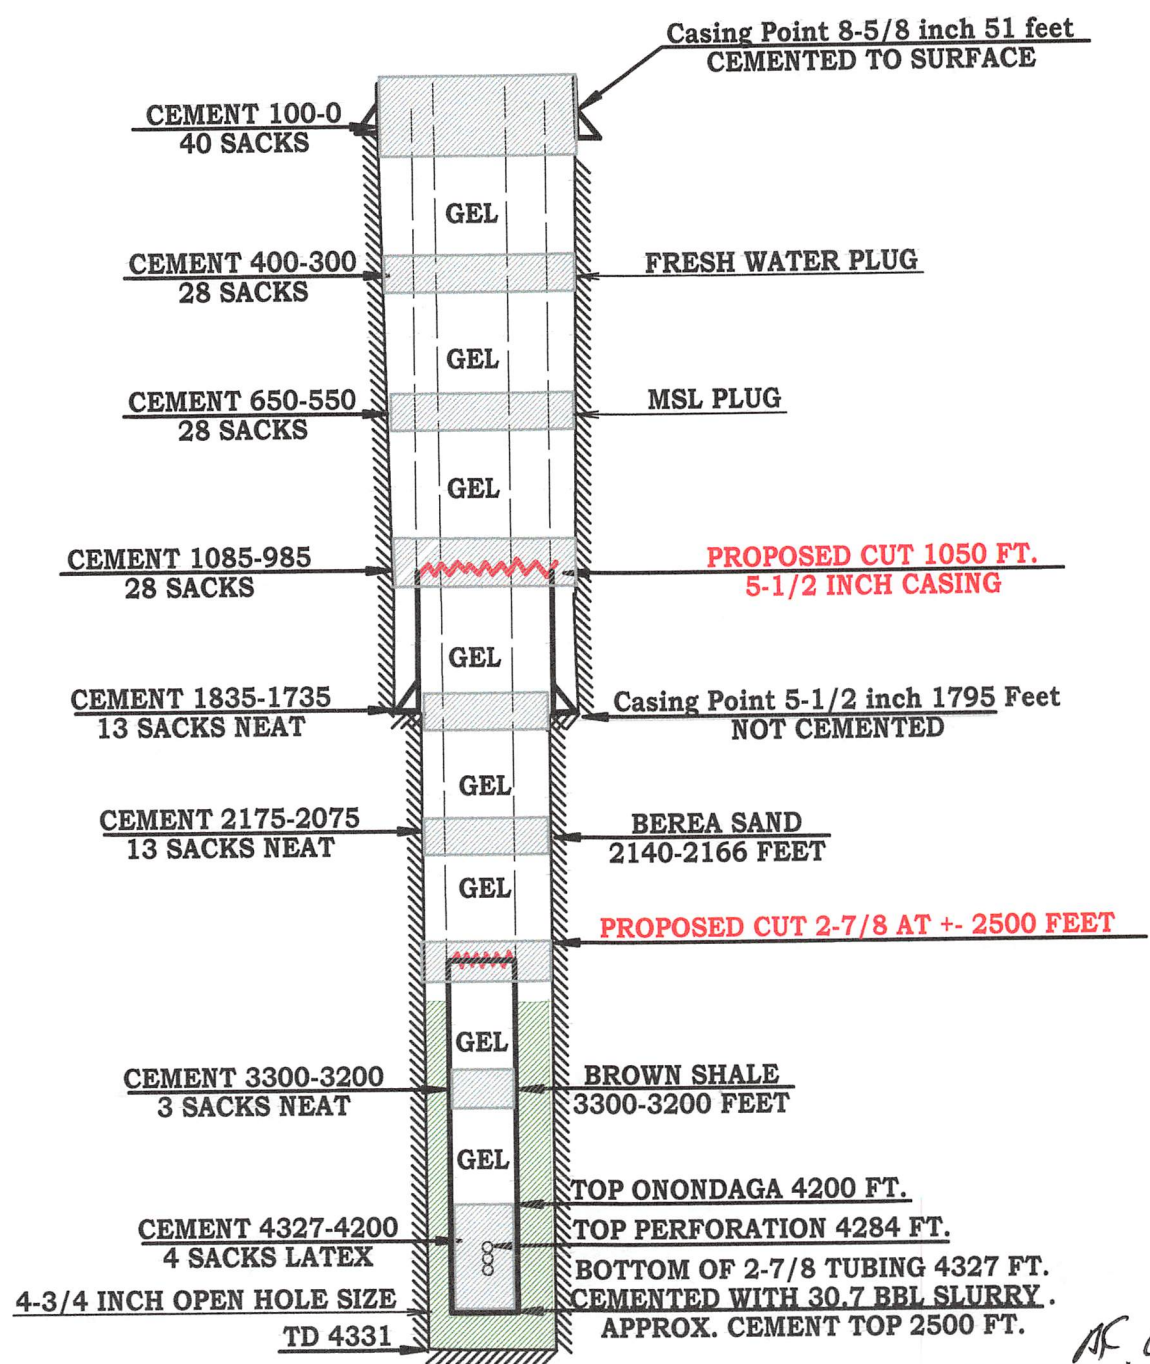 Casing Point 8-5/8 inch 51 feet
CEMENTED TO SURFACE
CEMENT 100-0
40 SACKS
GEL
CEMENT 400-300
28 SACKS
FRESH WATER PLUG
GEL
CEMENT 650-550
28 SACKS
MSL PLUG
GEL
CEMENT 1085-985
28 SACKS
PROPOSED CUT 1050 FT.
5-1/2 INCH CASING
GEL
CEMENT 1835-1735
13 SACKS NEAT
Casing Point 5-1/2 inch 1795 Feet
NOT CEMENTED
GEL
CEMENT 2175-2075
13 SACKS NEAT
BEREA SAND
2140-2166 FEET
GEL
PROPOSED CUT 2-7/8 AT +- 2500 FEET
GEL
CEMENT 3300-3200
3 SACKS NEAT
BROWN SHALE
3300-3200 FEET
GEL
TOP ONONDAGA 4200 FT.
CEMENT 4327-4200
4 SACKS LATEX
TOP PERFORATION 4284 FT.
BOTTOM OF 2-7/8 TUBING 4327 FT.
CEMENTED WITH 30.7 BBL SLURRY .
APPROX. CEMENT TOP 2500 FT.
4-3/4 INCH OPEN HOLE SIZE
TD 4331